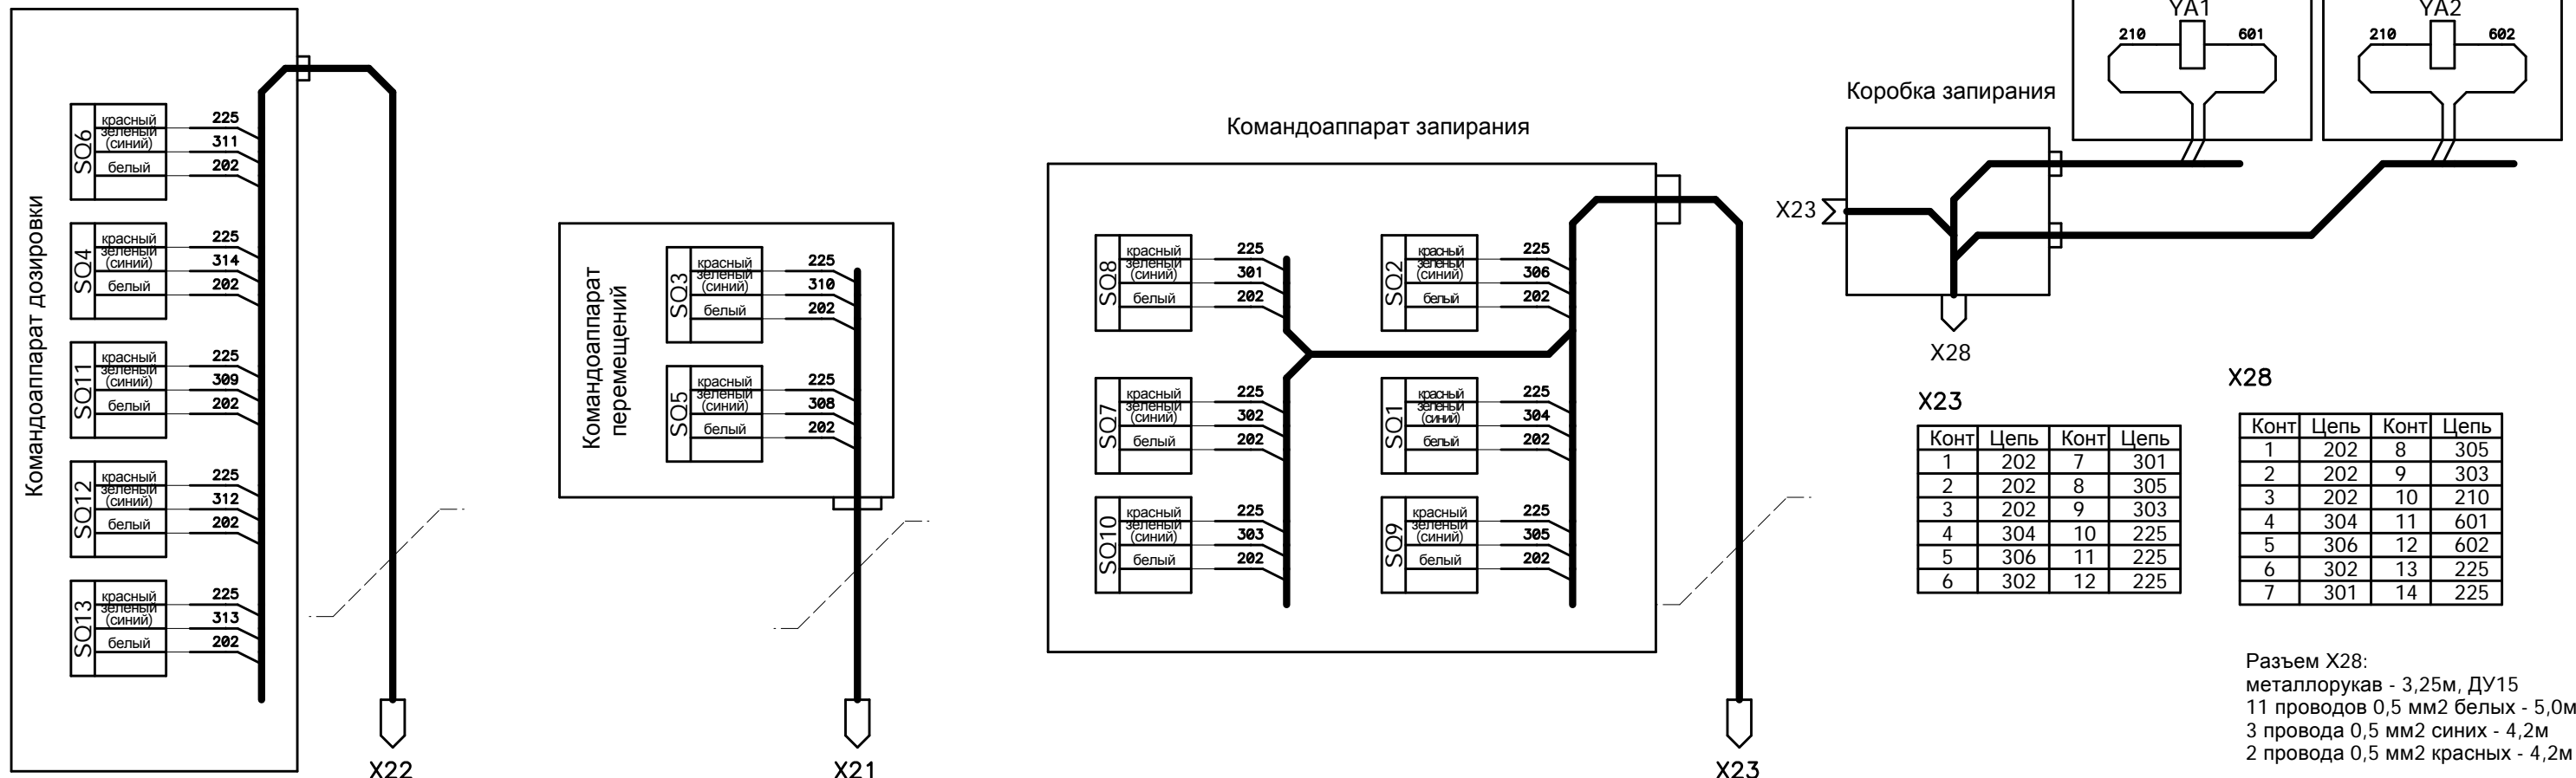 Командоаппарат дозировки
SQ6
красный 225
зеленый
(синий) 311
белый 202
SQ4
красный 225
зеленый
(синий) 314
белый 202
SQ11
красный 225
зеленый
(синий) 309
белый 202
SQ12
красный 225
зеленый
(синий) 312
белый 202
SQ13
красный 225
зеленый
(синий) 313
белый 202
X22
Командоаппарат
перемещений
SQ3
красный 225
зеленый
(синий) 310
белый 202
SQ5
красный 225
зеленый
(синий) 308
белый 202
X21
Командоаппарат запирания
SQ8
красный 225
зеленый
(синий) 301
белый 202
SQ2
красный 225
зеленый
(синий) 306
белый 202
SQ7
красный 225
зеленый
(синий) 302
белый 202
SQ1
красный 225
зеленый
(синий) 304
белый 202
SQ10
красный 225
зеленый
(синий) 303
белый 202
SQ9
красный 225
зеленый
(синий) 305
белый 202
X23
YA1
210 601
YA2
210 602
Коробка запирания
X23
X28
X23
Конт Цепь Конт Цепь
1 202 7 301
2 202 8 305
3 202 9 303
4 304 10 225
5 306 11 225
6 302 12 225
X28
Конт Цепь Конт Цепь
1 202 8 305
2 202 9 303
3 202 10 210
4 304 11 601
5 306 12 602
6 302 13 225
7 301 14 225
Разъем X28:
металлорукав - 3,25м, ДУ15
11 проводов 0,5 мм2 белых - 5,0м
3 провода 0,5 мм2 синих - 4,2м
2 провода 0,5 мм2 красных - 4,2м